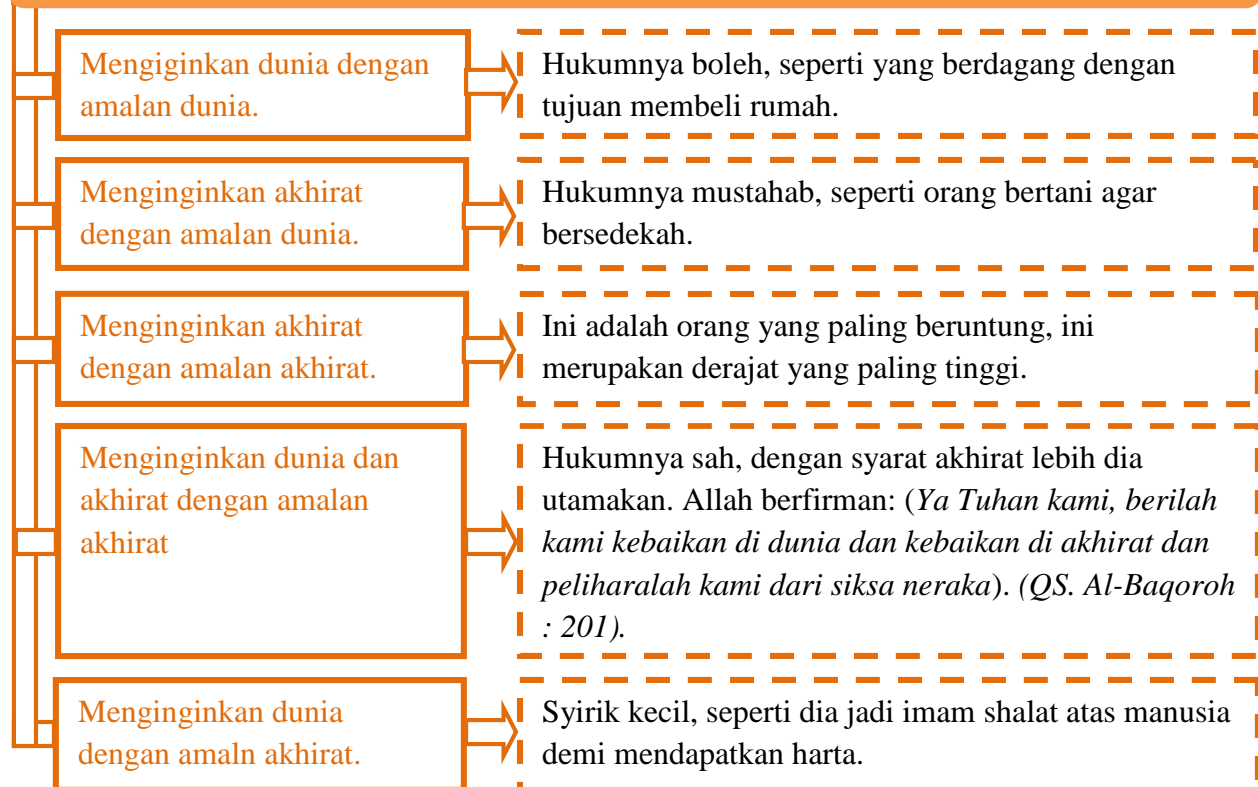 Mengiginkan dunia dengan
amalan dunia.
Hukumnya boleh, seperti yang berdagang dengan
tujuan membeli rumah.
Menginginkan akhirat
dengan amalan dunia.
Hukumnya mustahab, seperti orang bertani agar
bersedekah.
Menginginkan akhirat
dengan amalan akhirat.
Ini adalah orang yang paling beruntung, ini
merupakan derajat yang paling tinggi.
Menginginkan dunia dan
akhirat dengan amalan
akhirat
Hukumnya sah, dengan syarat akhirat lebih dia
utamakan. Allah berfirman: (Ya Tuhan kami, berilah
kami kebaikan di dunia dan kebaikan di akhirat dan
peliharalah kami dari siksa neraka). (QS. Al-Baqoroh
: 201).
Menginginkan dunia
dengan amaln akhirat.
Syirik kecil, seperti dia jadi imam shalat atas manusia
demi mendapatkan harta.